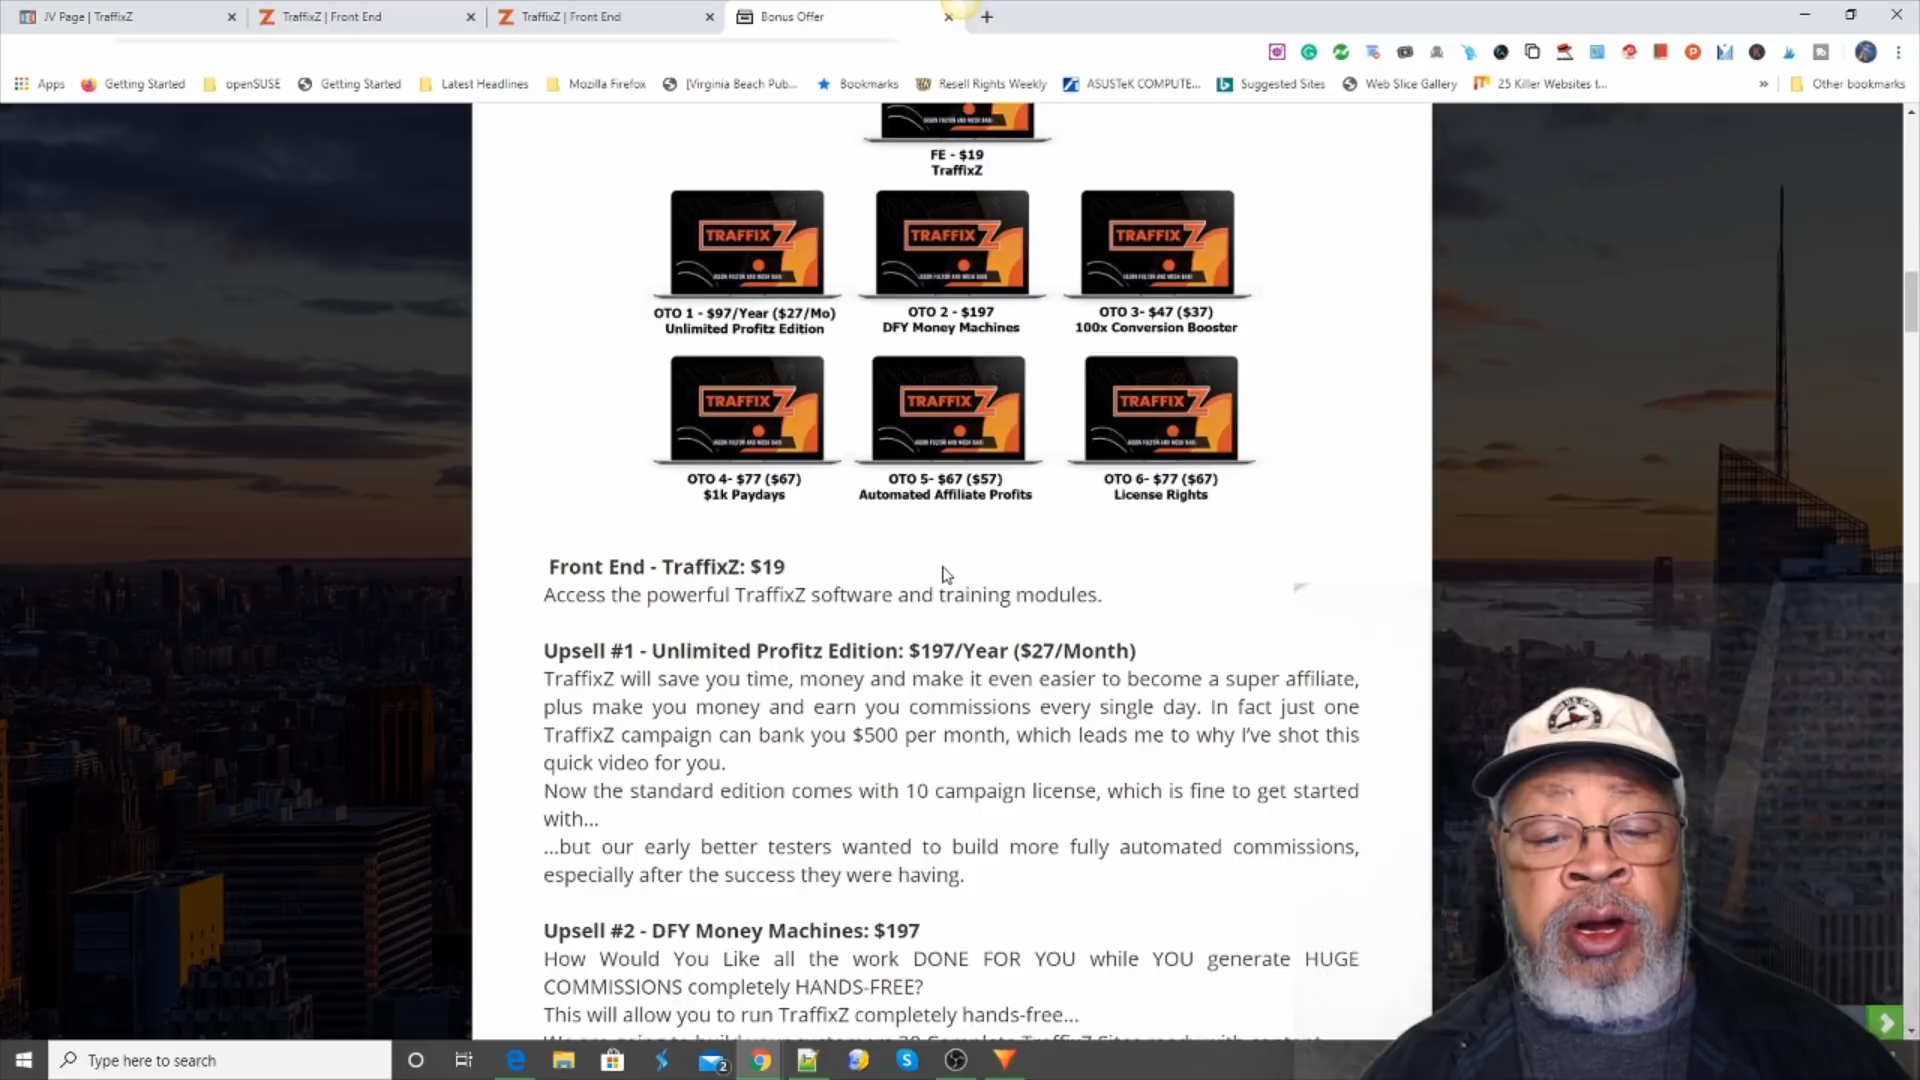 JV Page | TraffixZ
TraffixZ | Front End
TraffixZ | Front End
Bonus Offer
Apps
Getting Started
openSUSE
Getting Started
Latest Headlines
Mozilla Firefox
[Virginia Beach Pub...
Bookmarks
Resell Rights Weekly
ASUSTeK COMPUTE...
Suggested Sites
Web Slice Gallery
25 Killer Websites t...
Other bookmarks
FE - $19
TraffixZ
TRAFFIXZ
TRAFFIXZ
TRAFFIXZ
OTO 1 - $97/Year ($27/Mo)
Unlimited Profitz Edition
OTO 2 - $197
DFY Money Machines
OTO 3- $47 ($37)
100x Conversion Booster
TRAFFIXZ
TRAFFIXZ
TRAFFIXZ
OTO 4- $77 ($67)
$1k Paydays
OTO 5- $67 ($57)
Automated Affiliate Profits
OTO 6- $77 ($67)
License Rights
Front End - TraffixZ: $19
Access the powerful TraffixZ software and training modules.
Upsell #1 - Unlimited Profitz Edition: $197/Year ($27/Month)
TraffixZ will save you time, money and make it even easier to become a super affiliate,
plus make you money and earn you commissions every single day. In fact just one
TraffixZ campaign can bank you $500 per month, which leads me to why I've shot this
quick video for you.
Now the standard edition comes with 10 campaign license, which is fine to get started
with...
...but our early better testers wanted to build more fully automated commissions,
especially after the success they were having.
Upsell #2 - DFY Money Machines: $197
How Would You Like all the work DONE FOR YOU while YOU generate HUGE
COMMISSIONS completely HANDS-FREE?
This will allow you to run TraffixZ completely hands-free...
Type here to search
2